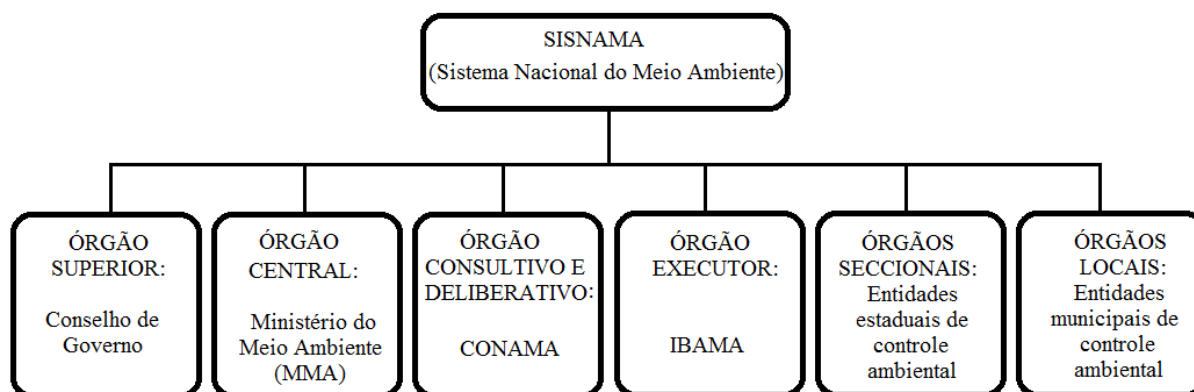 SISNAMA
(Sistema Nacional do Meio Ambiente)
ÓRGÃO
SUPERIOR:
Conselho de
Governo
ÓRGÃO
CENTRAL:
Ministério do
Meio Ambiente
(MMA)
ÓRGÃO
CONSULTIVO E
DELIBERATIVO:
CONAMA
ÓRGÃO
EXECUTOR:
IBAMA
ÓRGÃOS
SECCIONAIS:
Entidades
estaduais de
controle
ambiental
ÓRGÃOS
LOCAIS:
Entidades
municipais de
controle
ambiental